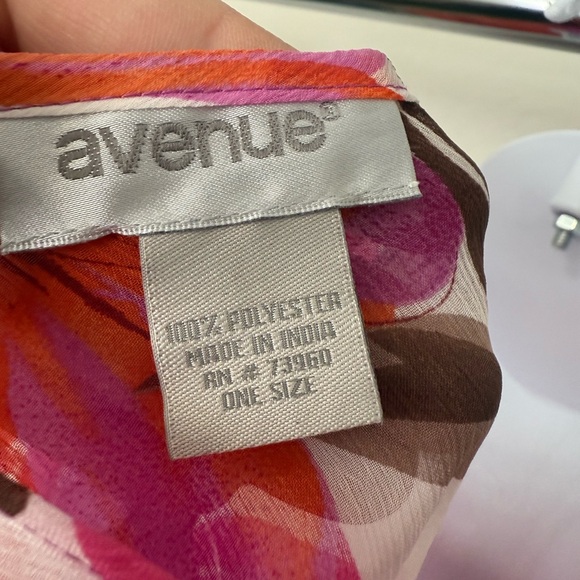 avenue®
100% POLYESTER
MADE IN INDIA
RN # 73960
ONE SIZE